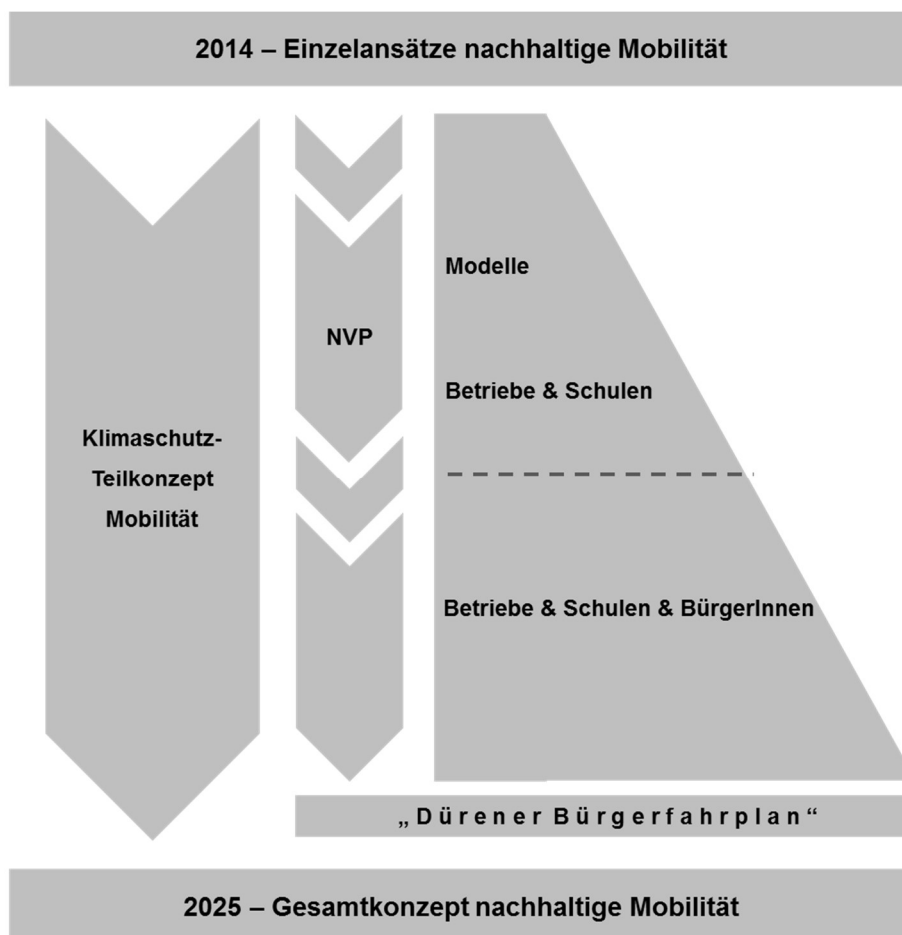 2014 – Einzelansätze nachhaltige Mobilität
Klimaschutz-
Teilkonzept
Mobilität
NVP
Modelle
Betriebe & Schulen
Betriebe & Schulen & BürgerInnen
„Dürener Bürgerfahrplan“
2025 – Gesamtkonzept nachhaltige Mobilität